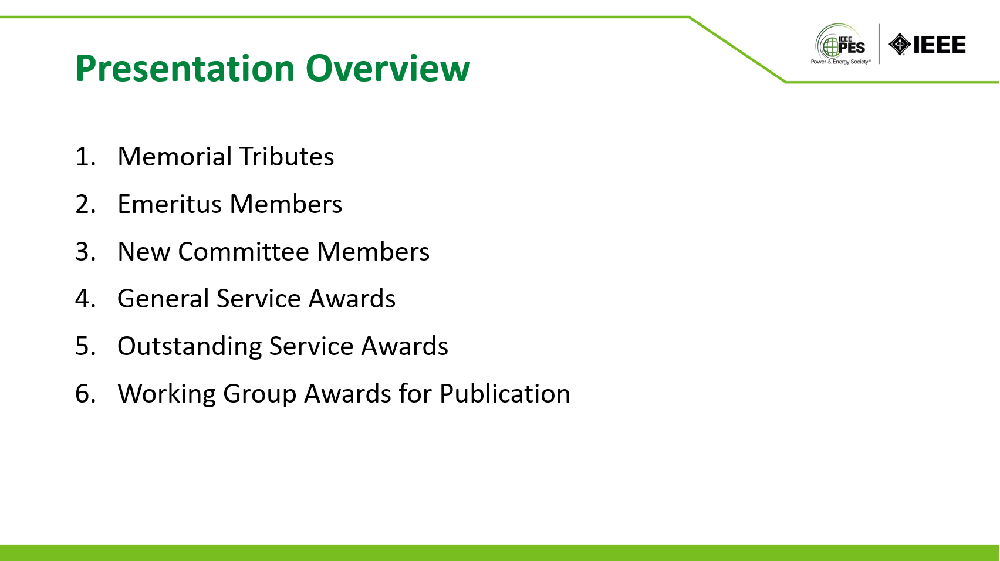 IEEE
PES
Power & Energy Society®
IEEE
Presentation Overview
1. Memorial Tributes
2. Emeritus Members
3. New Committee Members
4. General Service Awards
5. Outstanding Service Awards
6. Working Group Awards for Publication